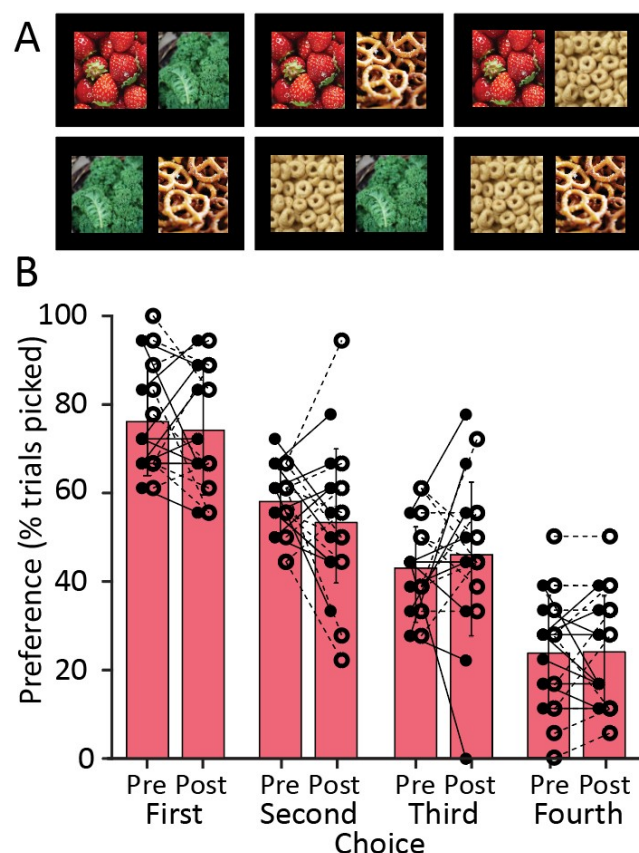 A
B
Preference (% trials picked)
100
80
60
40
20
0
Pre Post Pre Post Pre Post Pre Post
First Second Third Fourth
Choice